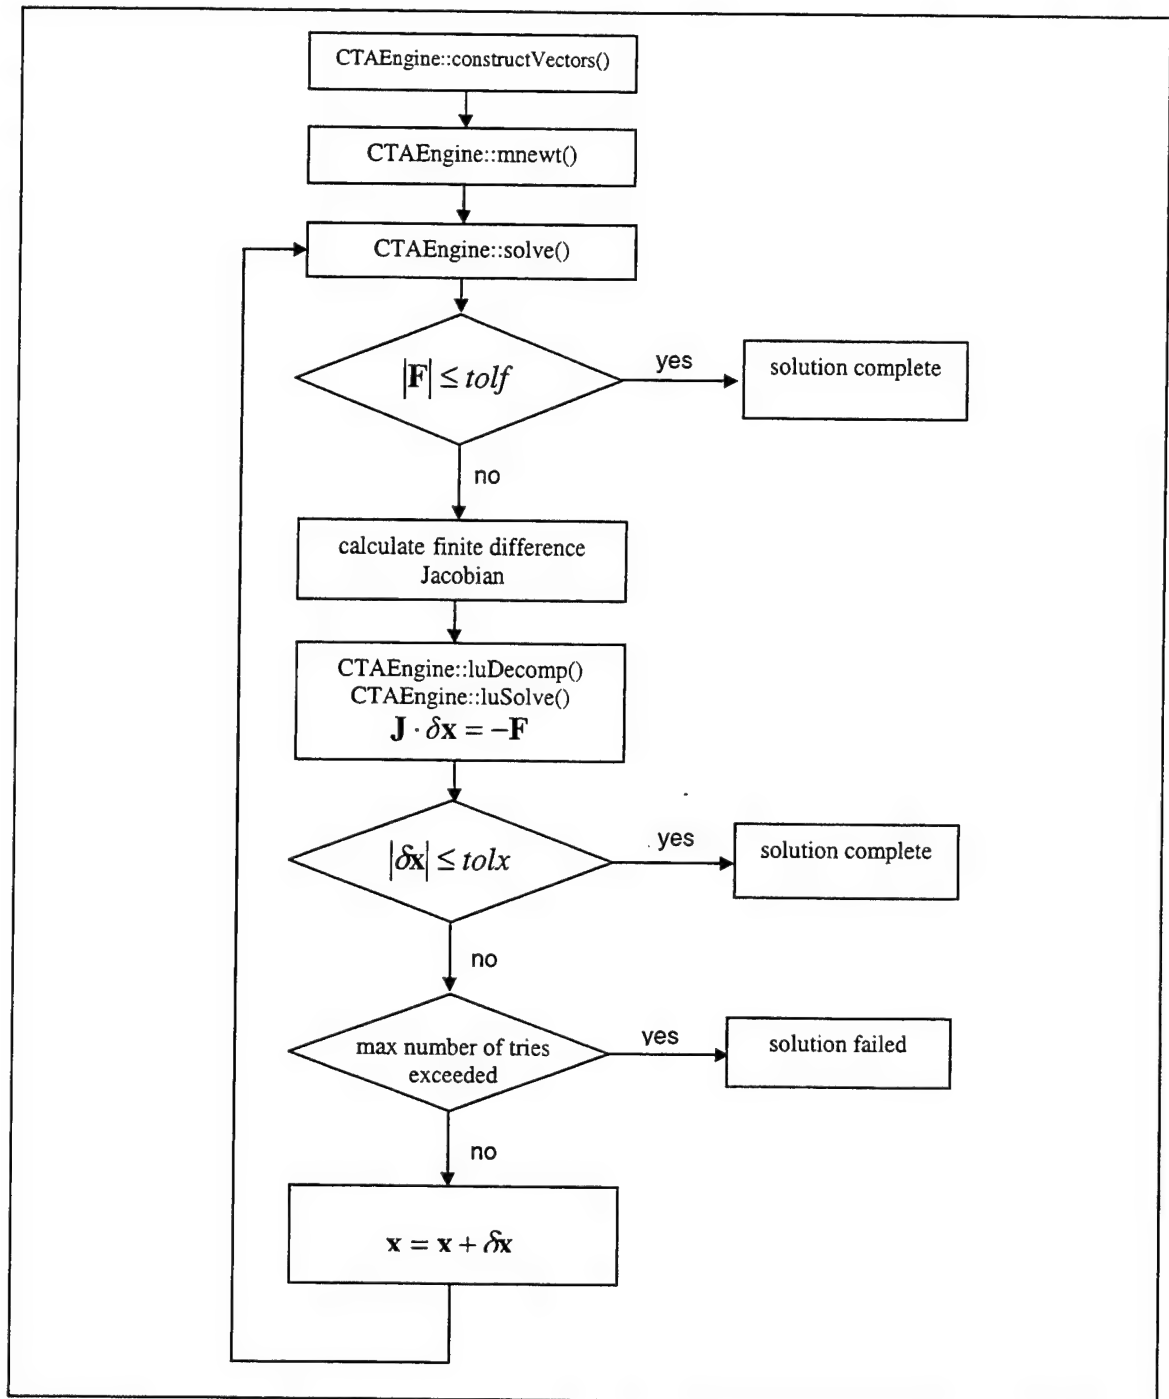 CTAEngine::constructVectors()
CTAEngine::mnewt()
CTAEngine::solve()
|F| ≤ tolf
yes
solution complete
no
calculate finite difference
Jacobian
CTAEngine::luDecomp()
CTAEngine::luSolve()
J · δx = −F
|δx| ≤ tolx
yes
solution complete
no
max number of tries
exceeded
yes
solution failed
no
x = x + δx